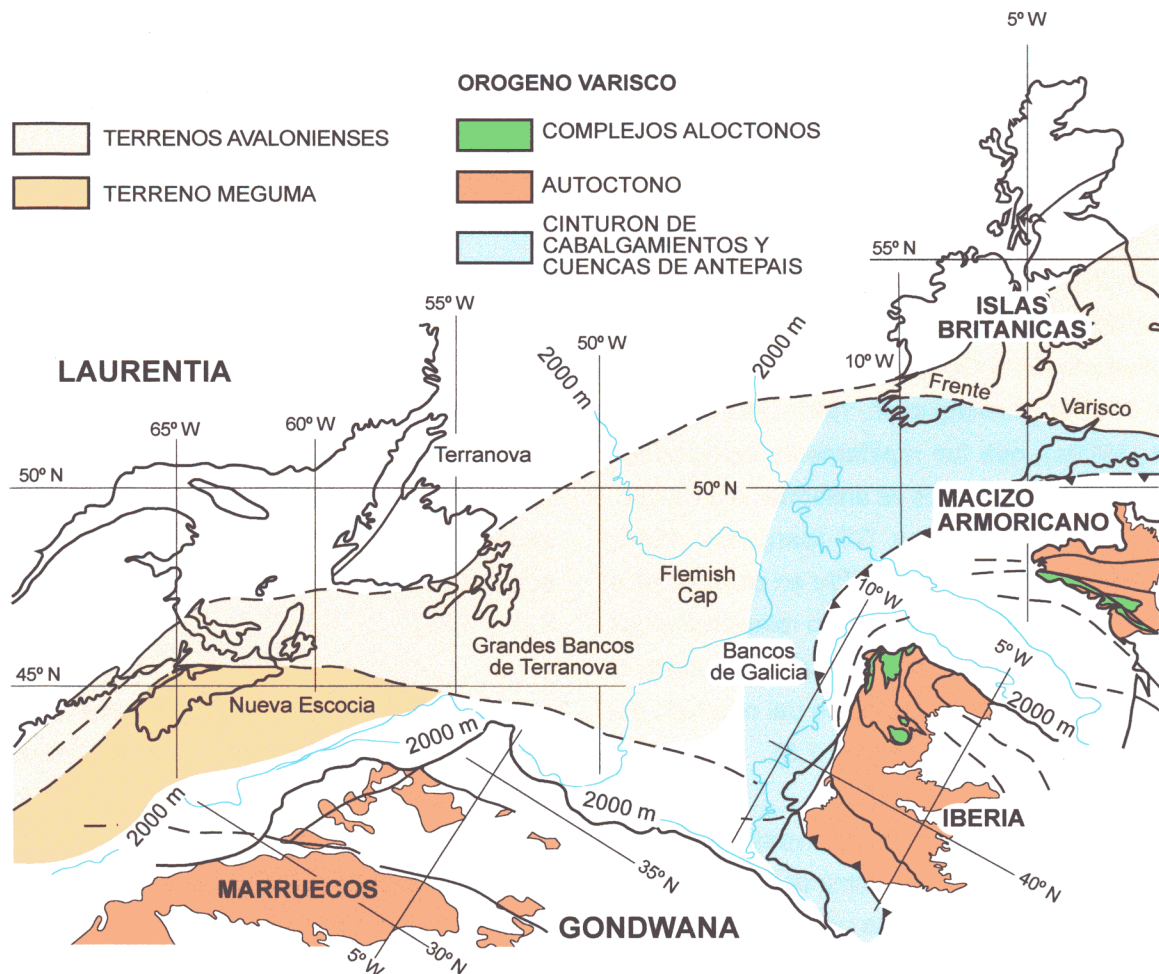 5º W
OROGENO VARISCO
TERRENOS AVALONIENSES
TERRENO MEGUMA
COMPLEJOS ALOCTONOS
AUTOCTONO
CINTURON DE
CABALGAMIENTOS Y
CUENCAS DE ANTEPAIS
55º N
55º W
50º W
2000 m
2000 m
10º W
ISLAS
BRITANICAS
Frente
Varisco
LAURENTIA
65º W
60º W
Terranova
50º N
50º N
MACIZO
ARMORICANO
Flemish
Cap
10º W
5º W
Grandes Bancos
de Terranova
Bancos
de Galicia
45º N
Nueva Escocia
2000 m
2000 m
2000 m
2000 m
IBERIA
35º N
40º N
MARRUECOS
GONDWANA
30º N
5º W